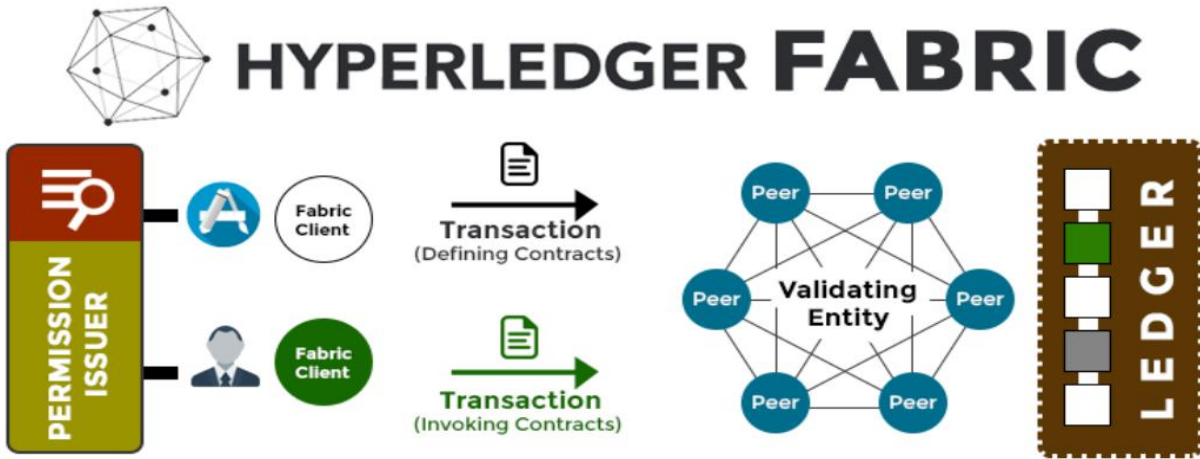 HYPERLEDGER FABRIC
PERMISSION
ISSUER
Fabric
Client
Transaction
(Defining Contracts)
Fabric
Client
Transaction
(Invoking Contracts)
Peer
Peer
Peer
Validating
Entity
Peer
Peer
Peer
LEDGER